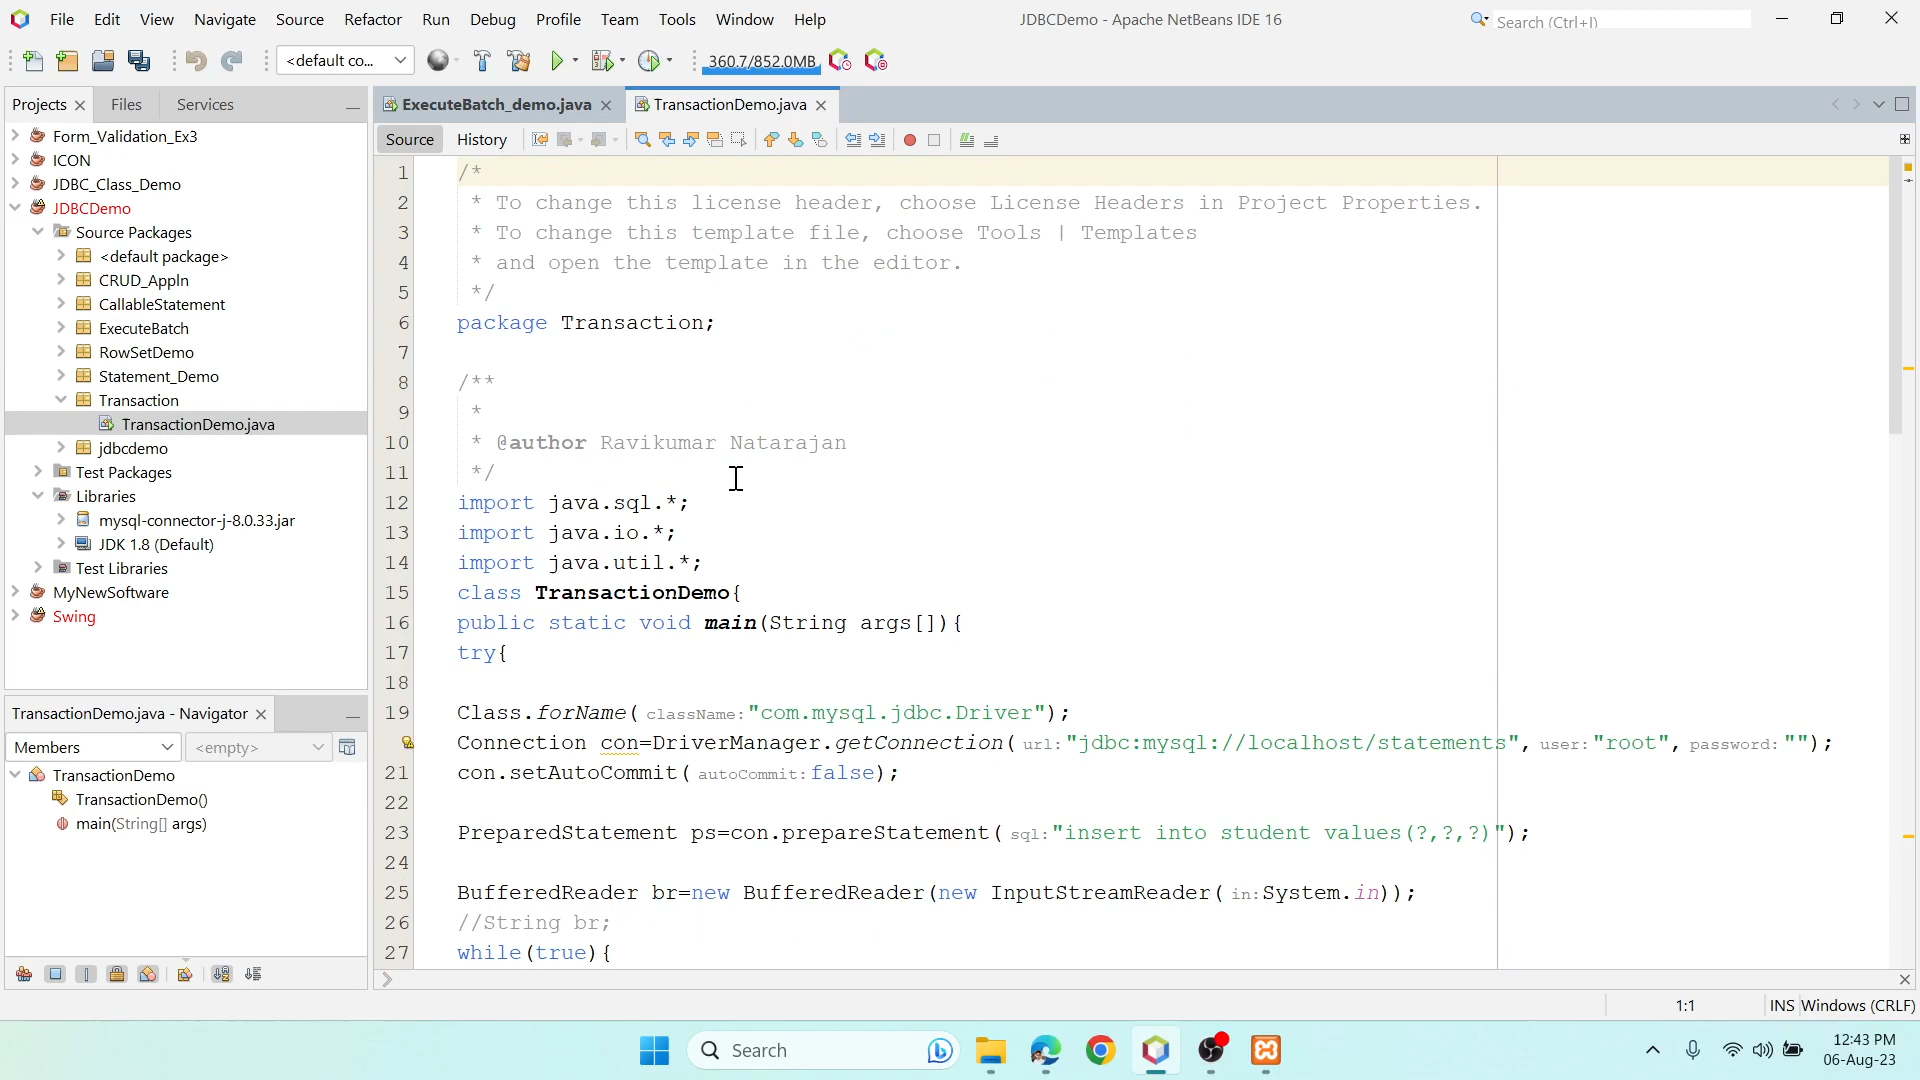 File Edit View Navigate Source Refactor Run Debug Profile Team Tools Window Help
JDBCDemo - Apache NetBeans IDE 16
Search (Ctrl+I)
<default co...
360.7/852.0MB
Projects
Files
Services
Form_Validation_Ex3
ICON
JDBC_Class_Demo
JDBCDemo
Source Packages
<default package>
CRUD_Appln
CallableStatement
ExecuteBatch
RowSetDemo
Statement_Demo
Transaction
TransactionDemo.java
jdbcdemo
Test Packages
Libraries
mysql-connector-j-8.0.33.jar
JDK 1.8 (Default)
Test Libraries
MyNewSoftware
Swing
TransactionDemo.java - Navigator
Members
<empty>
TransactionDemo
TransactionDemo()
main(String[] args)
ExecuteBatch_demo.java
TransactionDemo.java
Source History
1 /*
2 * To change this license header, choose License Headers in Project Properties.
3 * To change this template file, choose Tools | Templates
4 * and open the template in the editor.
5 */
6 package Transaction;
7
8 /**
9 *
10 * @author Ravikumar Natarajan
11 */
12 import java.sql.*;
13 import java.io.*;
14 import java.util.*;
15 class TransactionDemo{
16 public static void main(String args[]){
17 try{
18
19 Class.forName( className: "com.mysql.jdbc.Driver");
Connection con=DriverManager.getConnection( url: "jdbc:mysql://localhost/statements", user: "root", password: "");
21 con.setAutoCommit( autoCommit: false);
22
23 PreparedStatement ps=con.prepareStatement( sql: "insert into student values(?,?,?)");
24
25 BufferedReader br=new BufferedReader(new InputStreamReader( in: System.in));
26 //String br;
27 while(true){
1:1
INS
Windows (CRLF)
Search
12:43 PM
06-Aug-23